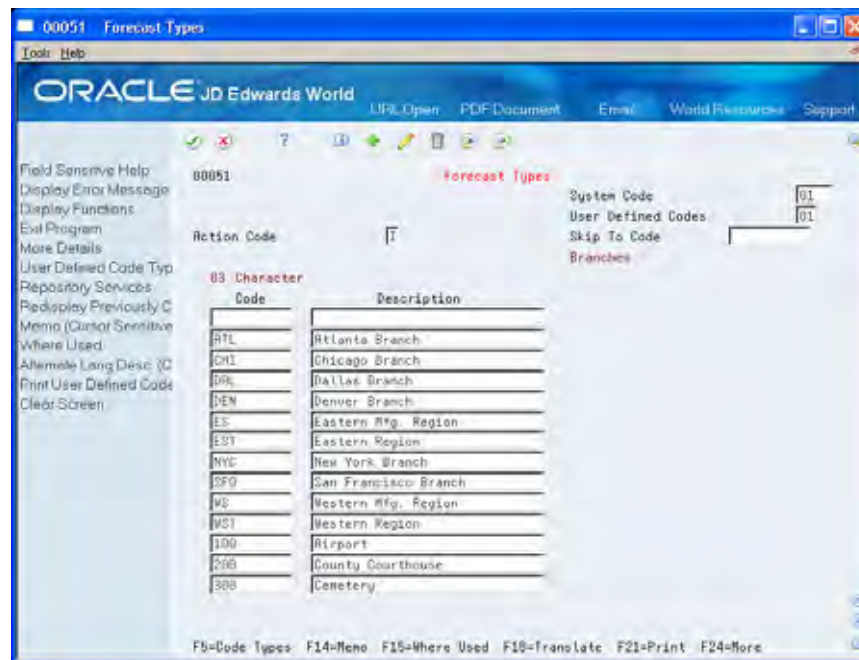 00051 Forecast Types
Tools Help
ORACLE JD Edwards World
URL Open PDF Document Email World Resources Support
Field Sensitive Help
Display Error Message
Display Functions
Exit Program
More Details
User Defined Code Typ
Repository Services
Redisplay Previously C
Memo (Cursor Sensitive
Where Used
Alternate Lang Desc. (C
Print User Defined Code
Clear Screen
00051 Forecast Types
System Code 01
User Defined Codes 01
Action Code I Skip To Code
Branches
03 Character
Code Description
ATL Atlanta Branch
CHI Chicago Branch
DAL Dallas Branch
DEN Denver Branch
ES Eastern Mfg. Region
EST Eastern Region
NYC New York Branch
SFO San Francisco Branch
WS Western Mfg. Region
WST Western Region
100 Airport
200 County Courthouse
300 Cemetery
F5=Code Types F14=Memo F15=Where Used F18=Translate F21=Print F24=More